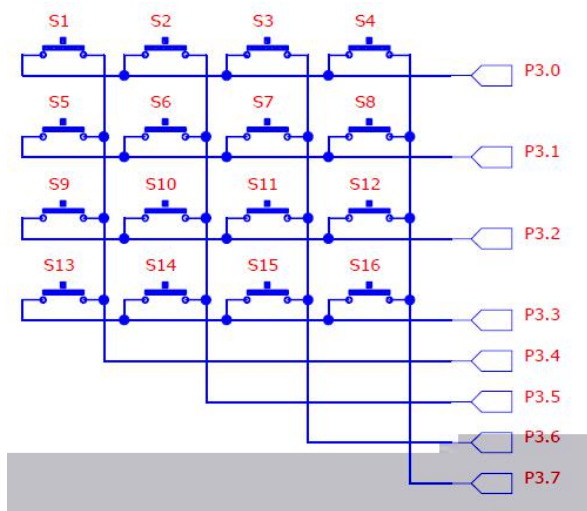 S1 S2 S3 S4
P3.0
S5 S6 S7 S8
P3.1
S9 S10 S11 S12
P3.2
S13 S14 S15 S16
P3.3
P3.4
P3.5
P3.6
P3.7